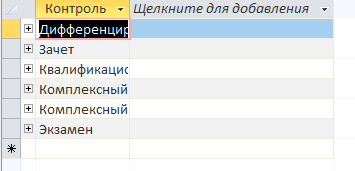 Контроль Щелкните для добавления
Дифференцир
Зачет
Квалификацио
Комплексный
Комплексный
Экзамен